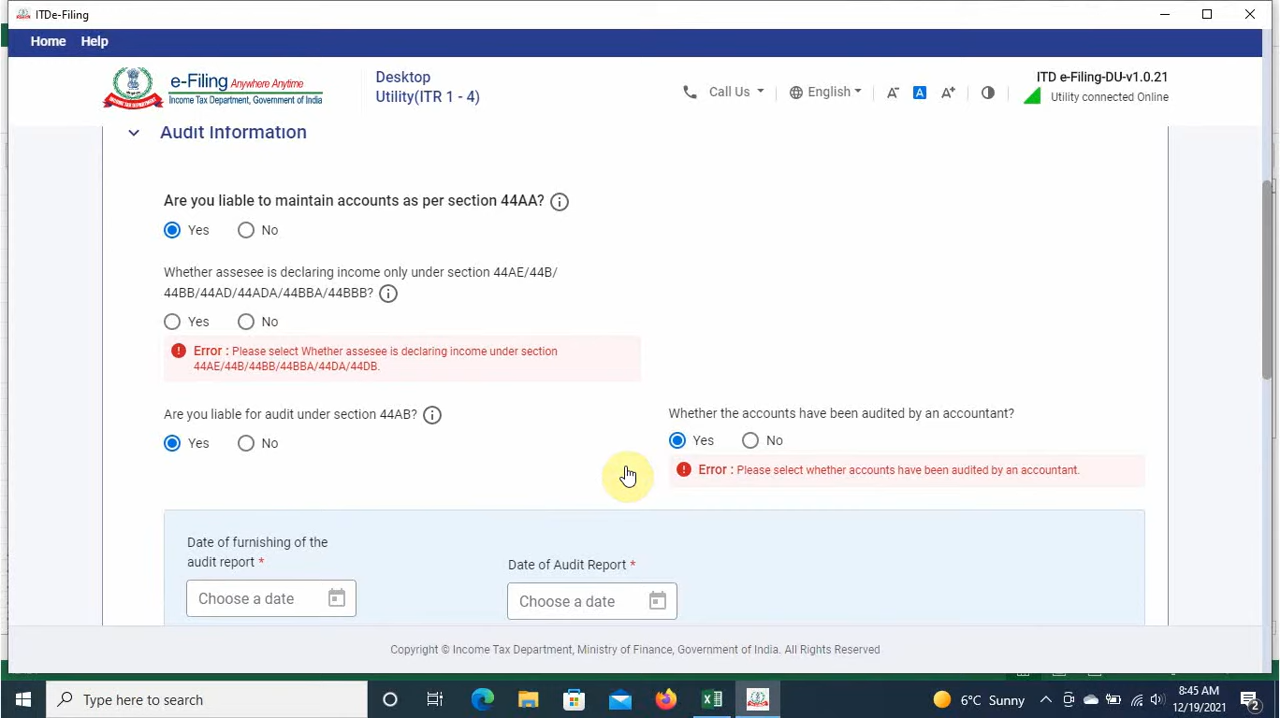 ITDe-Filing
Home Help
e-Filing Anywhere Anytime
Income Tax Department, Government of India
Desktop
Utility(ITR 1 - 4)
Call Us
English
A-
A
A+
ITD e-Filing-DU-v1.0.21
Utility connected Online
Audit Information
Are you liable to maintain accounts as per section 44AA?
Yes No
Whether assesee is declaring income only under section 44AE/44B/
44BB/44AD/44ADA/44BBA/44BBB?
Yes No
Error : Please select Whether assesee is declaring income under section
44AE/44B/44BB/44BBA/44DA/44DB.
Are you liable for audit under section 44AB?
Yes No
Whether the accounts have been audited by an accountant?
Yes No
Error : Please select whether accounts have been audited by an accountant.
Date of furnishing of the
audit report *
Choose a date
Date of Audit Report *
Choose a date
Copyright © Income Tax Department, Ministry of Finance, Government of India. All Rights Reserved
Type here to search
6°C Sunny
8:45 AM
12/19/2021
2